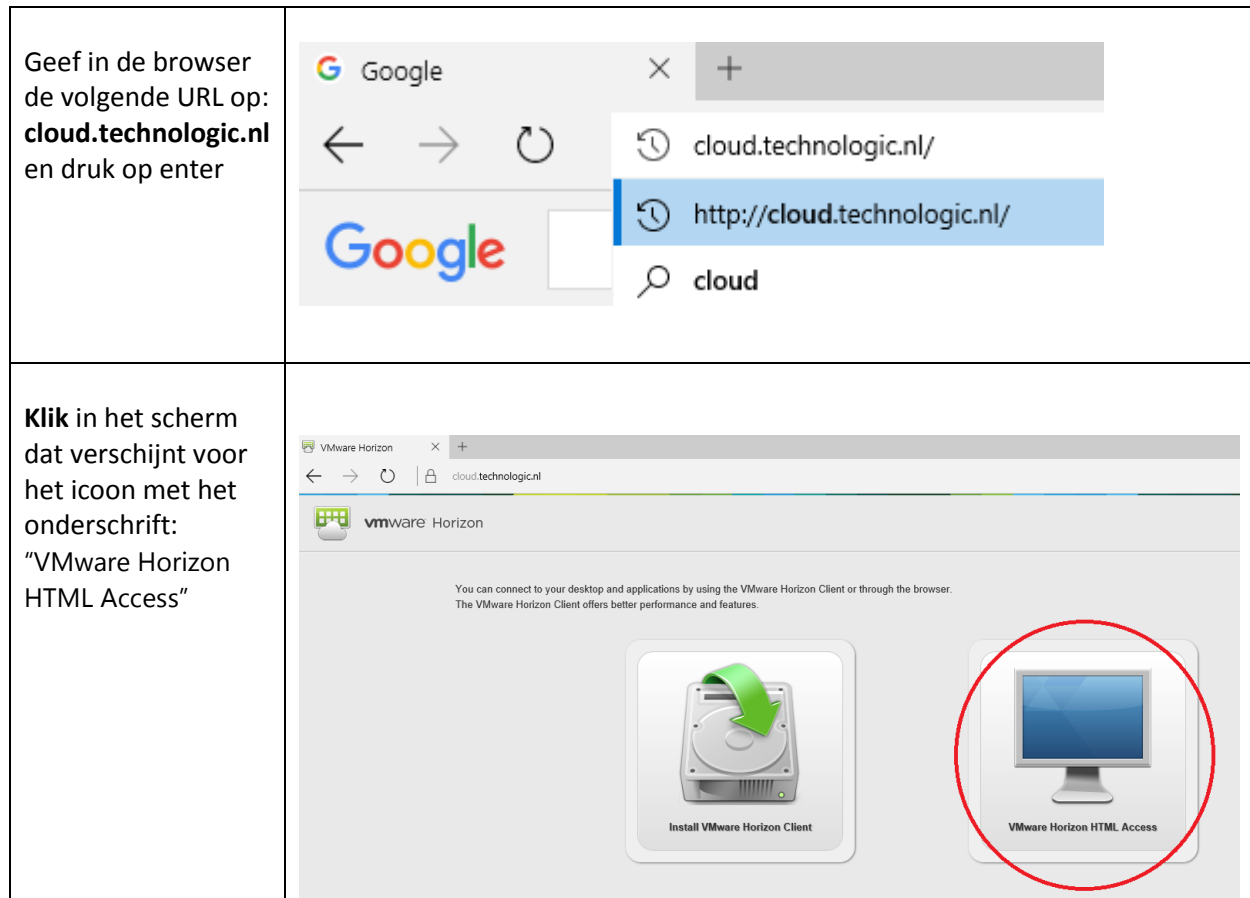 Geef in de browser
de volgende URL op:
cloud.technologic.nl
en druk op enter
Google
cloud.technologic.nl/
http://cloud.technologic.nl/
Google
cloud
Klik in het scherm
dat verschijnt voor
het icoon met het
onderschrift:
"VMware Horizon
HTML Access"
VMware Horizon
cloud.technologic.nl
vmware Horizon
You can connect to your desktop and applications by using the VMware Horizon Client or through the browser.
The VMware Horizon Client offers better performance and features.
Install VMware Horizon Client
VMware Horizon HTML Access